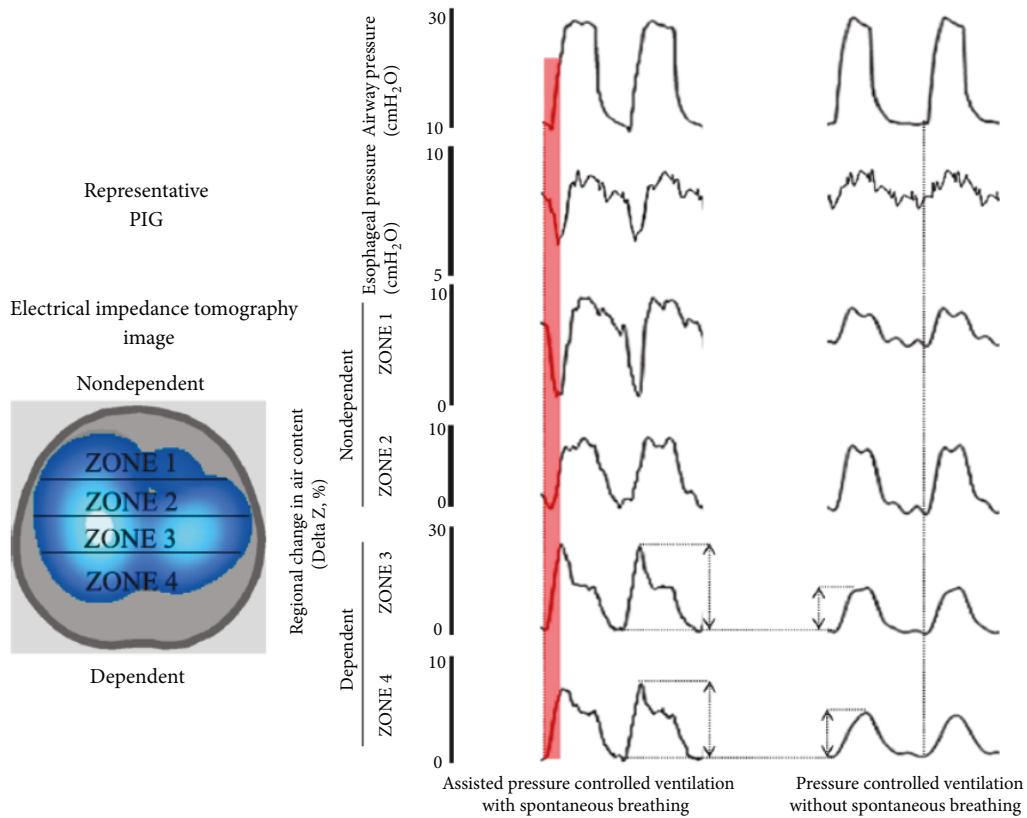 Representative
PIG
Electrical impedance tomography
image
Nondependent
ZONE 1
ZONE 2
ZONE 3
ZONE 4
Dependent
Airway pressure
(cmH₂O)
30
10
Esophageal pressure
(cmH₂O)
10
5
Regional change in air content
(Delta Z, %)
Nondependent
ZONE 1
10
0
ZONE 2
10
0
Dependent
ZONE 3
30
0
ZONE 4
10
0
Assisted pressure controlled ventilation
with spontaneous breathing
Pressure controlled ventilation
without spontaneous breathing